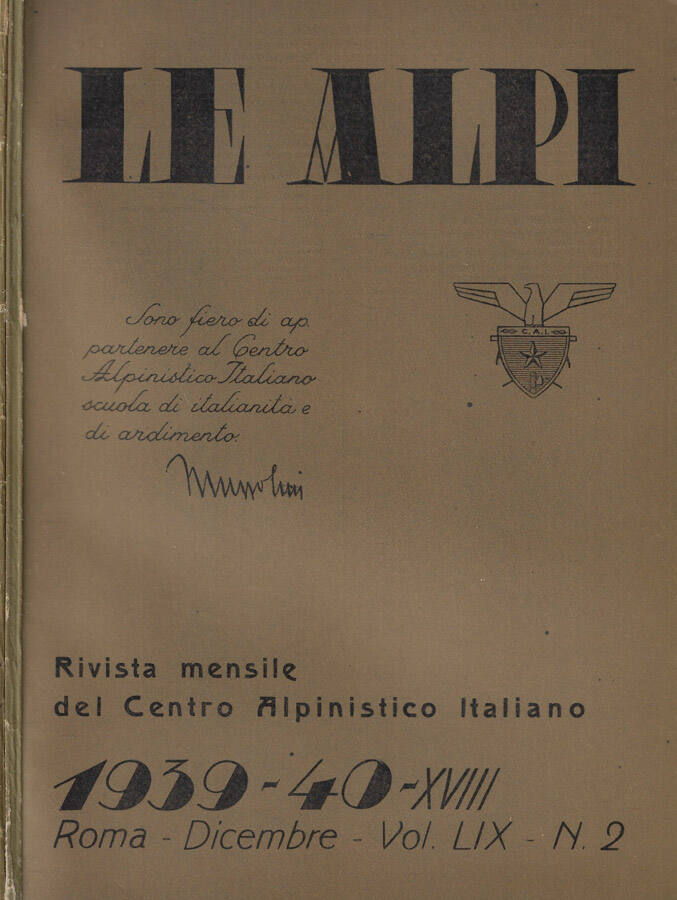 LE ALPI
Sono fiero di ap.
partenere al Centro
Alpinistico Italiano
scuola di italianità e
di ardimento.
Mussolini
C.A.I.
Rivista mensile
del Centro Alpinistico Italiano
1939-40-XVIII
Roma - Dicembre - Vol. LIX - N. 2